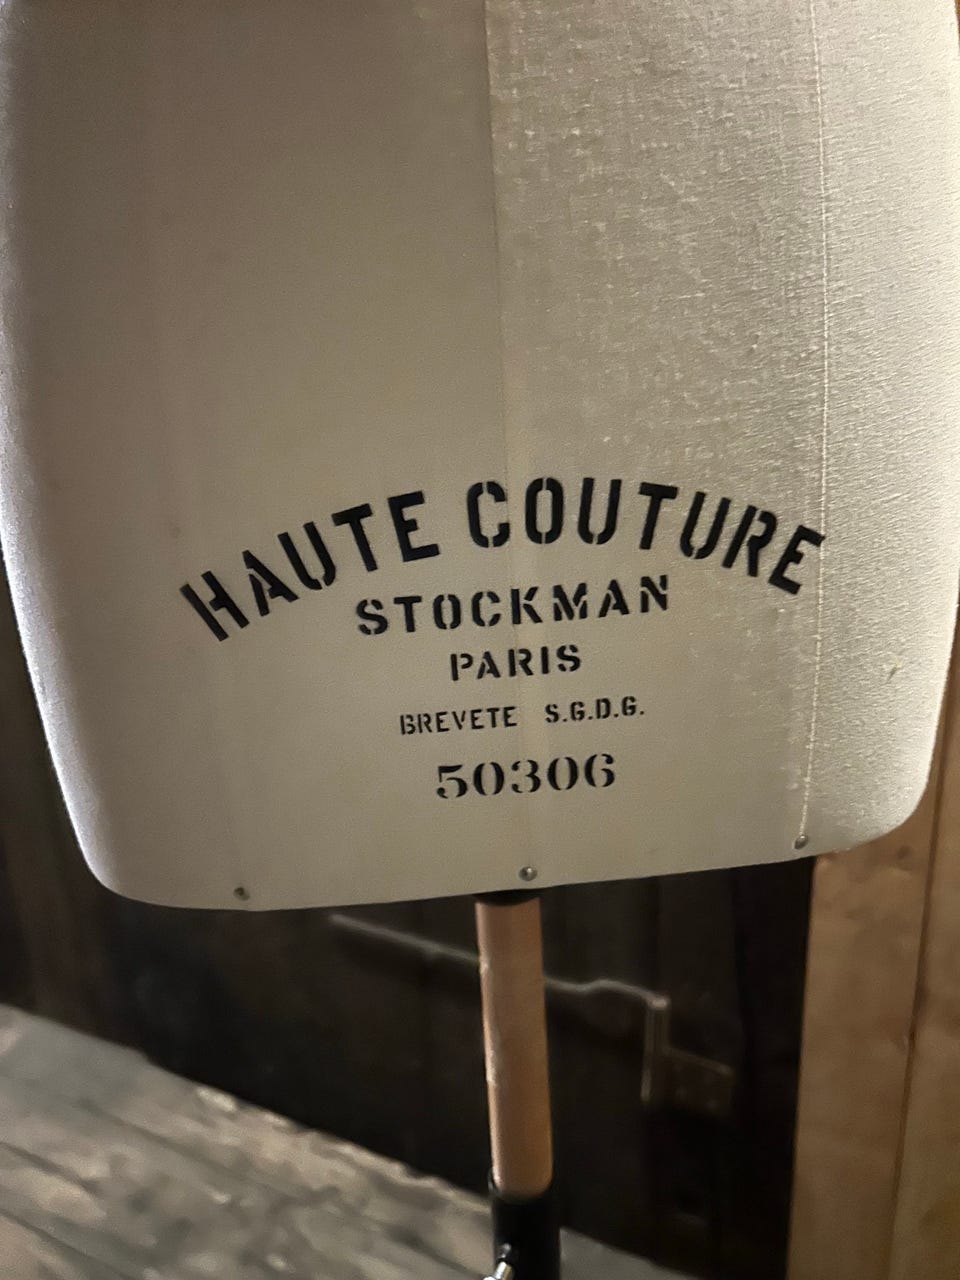 HAUTE COUTURE
STOCKMAN
PARIS
BREVETE S.G.D.G.
50306